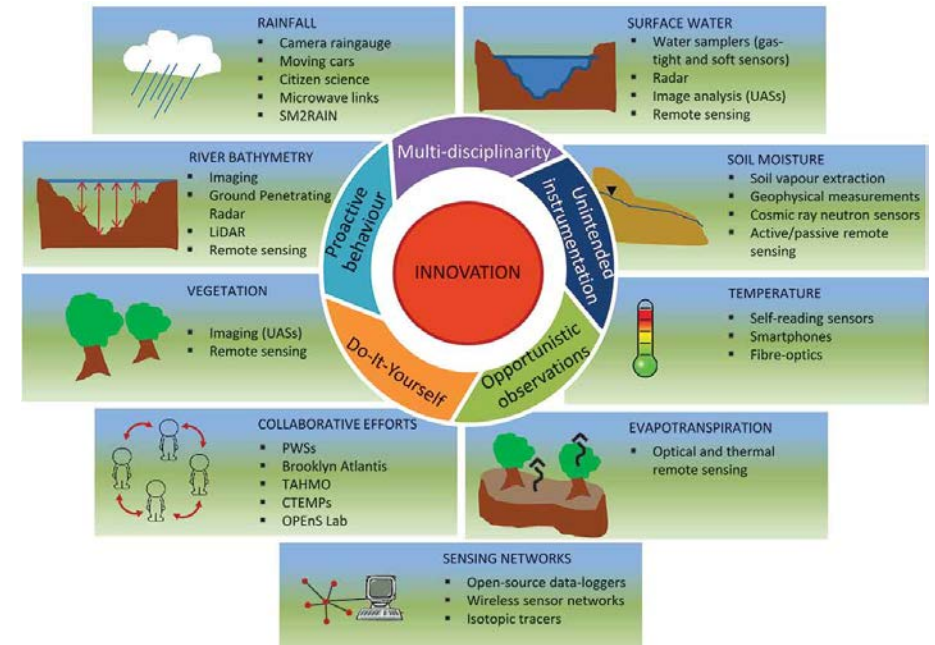 RAINFALL
▪ Camera raingauge
▪ Moving cars
▪ Citizen science
▪ Microwave links
▪ SM2RAIN
SURFACE WATER
▪ Water samplers (gas-
tight and soft sensors)
▪ Radar
▪ Image analysis (UASs)
▪ Remote sensing
RIVER BATHYMETRY
▪ Imaging
▪ Ground Penetrating
Radar
▪ LiDAR
▪ Remote sensing
Multi-disciplinarity
Proactive
behaviour
Unintended
instrumentation
INNOVATION
Do-It-Yourself
Opportunistic
observations
SOIL MOISTURE
▪ Soil vapour extraction
▪ Geophysical measurements
▪ Cosmic ray neutron sensors
▪ Active/passive remote
sensing
VEGETATION
▪ Imaging (UASs)
▪ Remote sensing
TEMPERATURE
▪ Self-reading sensors
▪ Smartphones
▪ Fibre-optics
COLLABORATIVE EFFORTS
▪ PWSs
▪ Brooklyn Atlantis
▪ TAHMO
▪ CTEMPs
▪ OPEnS Lab
EVAPOTRANSPIRATION
▪ Optical and thermal
remote sensing
SENSING NETWORKS
▪ Open-source data-loggers
▪ Wireless sensor networks
▪ Isotopic tracers